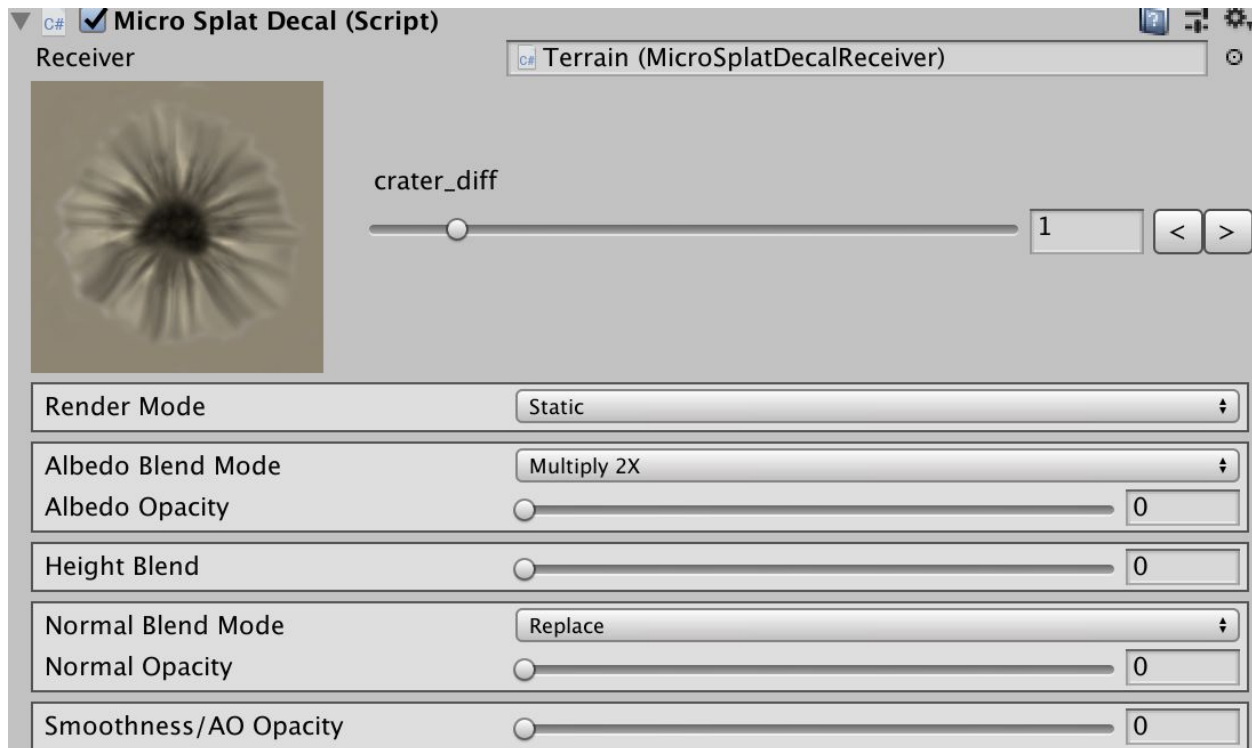 C# Micro Splat Decal (Script)
Receiver C# Terrain (MicroSplatDecalReceiver)
crater_diff
1 < >
Render Mode Static
Albedo Blend Mode Multiply 2X
Albedo Opacity 0
Height Blend 0
Normal Blend Mode Replace
Normal Opacity 0
Smoothness/AO Opacity 0